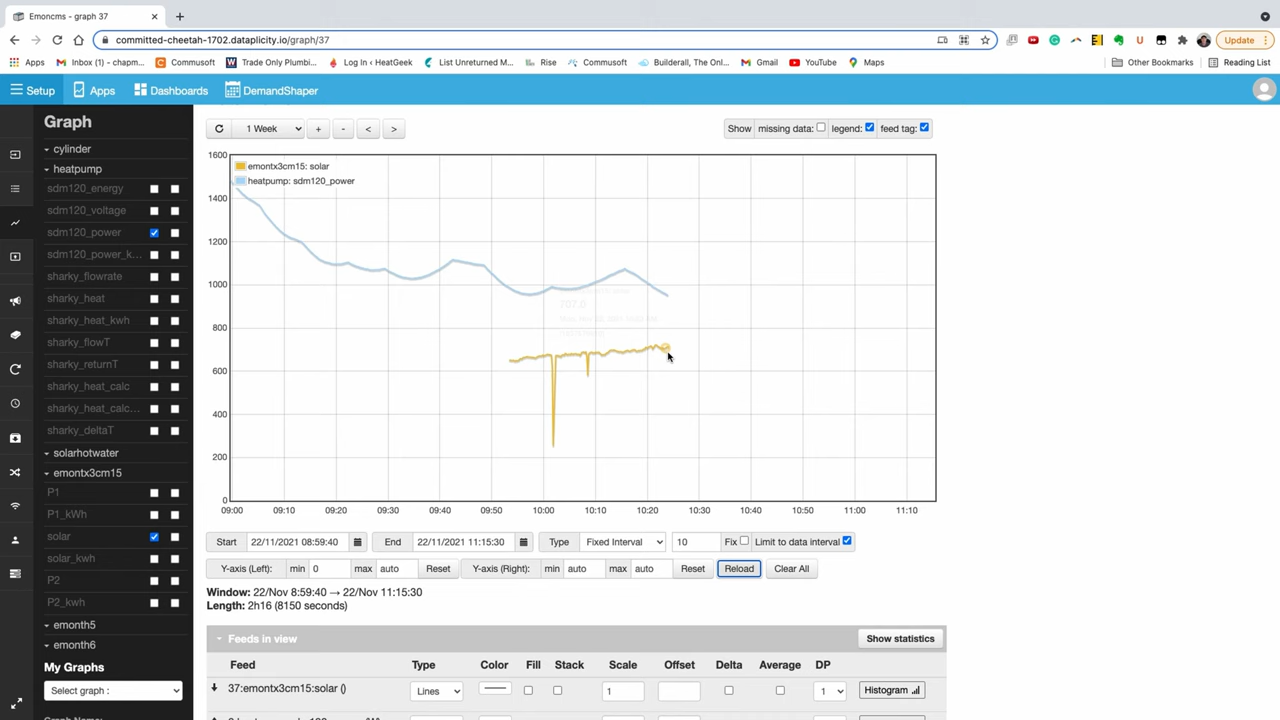 Emoncms - graph 37
committed-cheetah-1702.dataplicity.io/graph/37
Update
Apps
Inbox (1) - chapm...
Commusoft
Trade Only Plumbi...
Log In ‹ HeatGeek
List Unreturned M...
Rise
Commusoft
Builderall, The Onl...
YouTube
Gmail
Maps
Other Bookmarks
Reading List
Setup
Apps
Dashboards
DemandShaper
Graph
cylinder
heatpump
sdm120_energy
sdm120_voltage
sdm120_power
sdm120_power_k...
sharky_flowrate
sharky_heat
sharky_heat_kwh
sharky_flowT
sharky_returnT
sharky_heat_calc
sharky_heat_calc...
sharky_deltaT
solarhotwater
emontx3cm15
P1
P1_kWh
solar
solar_kwh
P2
P2_kwh
emonth5
emonth6
My Graphs
Select graph :
1 Week
+
-
<
>
Show
missing data:
legend:
feed tag:
1600
1400
1200
1000
800
600
400
200
0
emontx3cm15: solar
heatpump: sdm120_power
707.0
09:00
09:10
09:20
09:30
09:40
09:50
10:00
10:10
10:20
10:30
10:40
10:50
11:00
11:10
Start
22/11/2021 08:59:40
End
22/11/2021 11:15:30
Type
Fixed Interval
10
Fix
Limit to data interval
Y-axis (Left):
min
0
max
auto
Reset
Y-axis (Right):
min
auto
max
auto
Reset
Reload
Clear All
Window: 22/Nov 8:59:40 → 22/Nov 11:15:30
Length: 2h16 (8150 seconds)
Feeds in view
Show statistics
Feed
Type
Color
Fill
Stack
Scale
Offset
Delta
Average
DP
37:emontx3cm15:solar ()
Lines
1
1
Histogram